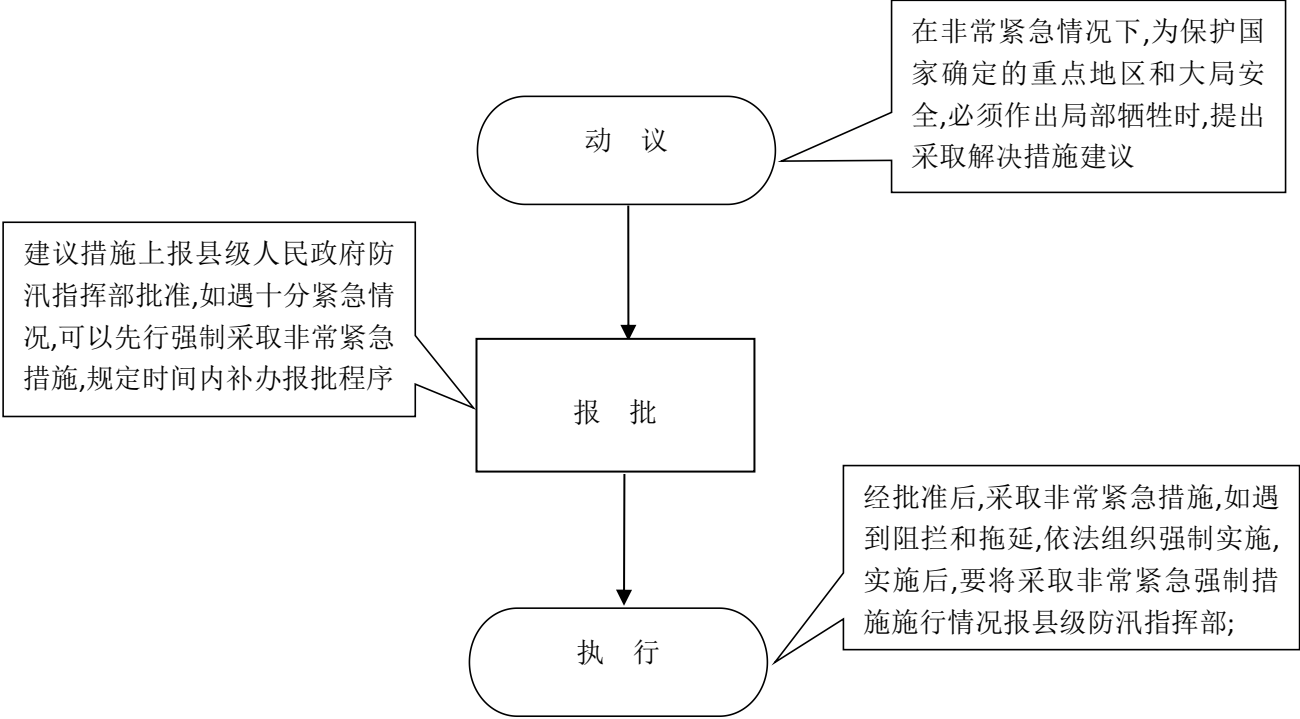 在非常紧急情况下,为保护国
家确定的重点地区和大局安
全,必须作出局部牺牲时,提出
采取解决措施建议
动 议
建议措施上报县级人民政府防
汛指挥部批准,如遇十分紧急情
况,可以先行强制采取非常紧急
措施,规定时间内补办报批程序
报 批
经批准后,采取非常紧急措施,如遇
到阻拦和拖延,依法组织强制实施,
实施后,要将采取非常紧急强制措
施施行情况报县级防汛指挥部;
执 行